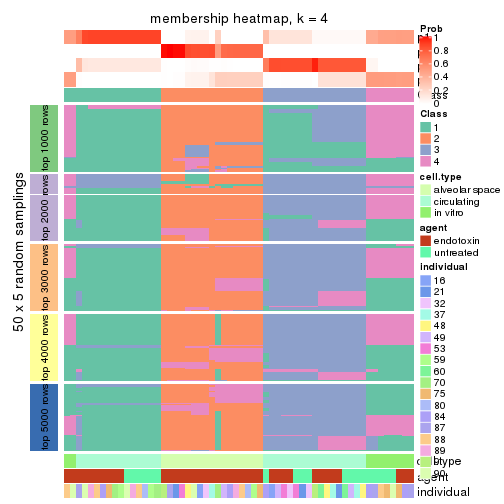 membership heatmap, k = 4
50 x 5 random samplings
top 1000 rows
top 2000 rows
top 3000 rows
top 4000 rows
top 5000 rows
agent
individual
Prob
1
0.8
0.6
0.4
0.2
0
Class
1
2
3
4
cell.type
alveolar space
circulating
in vitro
agent
endotoxin
untreated
individual
16
21
32
37
48
49
53
59
60
70
75
80
84
87
88
89
90